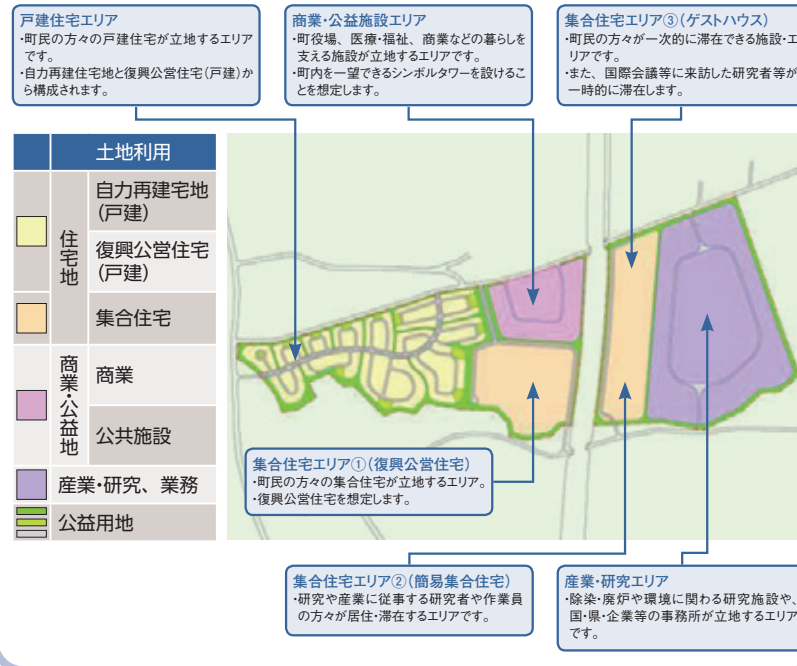 戸建住宅エリア
・町民の方々の戸建住宅が立地するエリア
です。
・自力再建住宅地と復興公営住宅(戸建)か
ら構成されます。
商業・公益施設エリア
・町役場、医療・福祉、商業などの暮らしを
支える施設が立地するエリアです。
・町内を一望できるシンボルタワーを設けるこ
とを想定します。
集合住宅エリア③(ゲストハウス)
・町民の方々が一次的に滞在できる施設・エ
リアです。
・また、国際会議等に来訪した研究者等が
一時的に滞在します。
土地利用
住宅地
自力再建宅地
(戸建)
復興公営住宅
(戸建)
集合住宅
商業・公益地
商業
公共施設
産業・研究、業務
公益用地
集合住宅エリア①(復興公営住宅)
・町民の方々の集合住宅が立地するエリア。
・復興公営住宅を想定します。
集合住宅エリア②(簡易集合住宅)
・研究や産業に従事する研究者や作業員
の方々が居住・滞在するエリアです。
産業・研究エリア
・除染・廃炉や環境に関わる研究施設や、
国・県・企業等の事務所が立地するエリア
です。